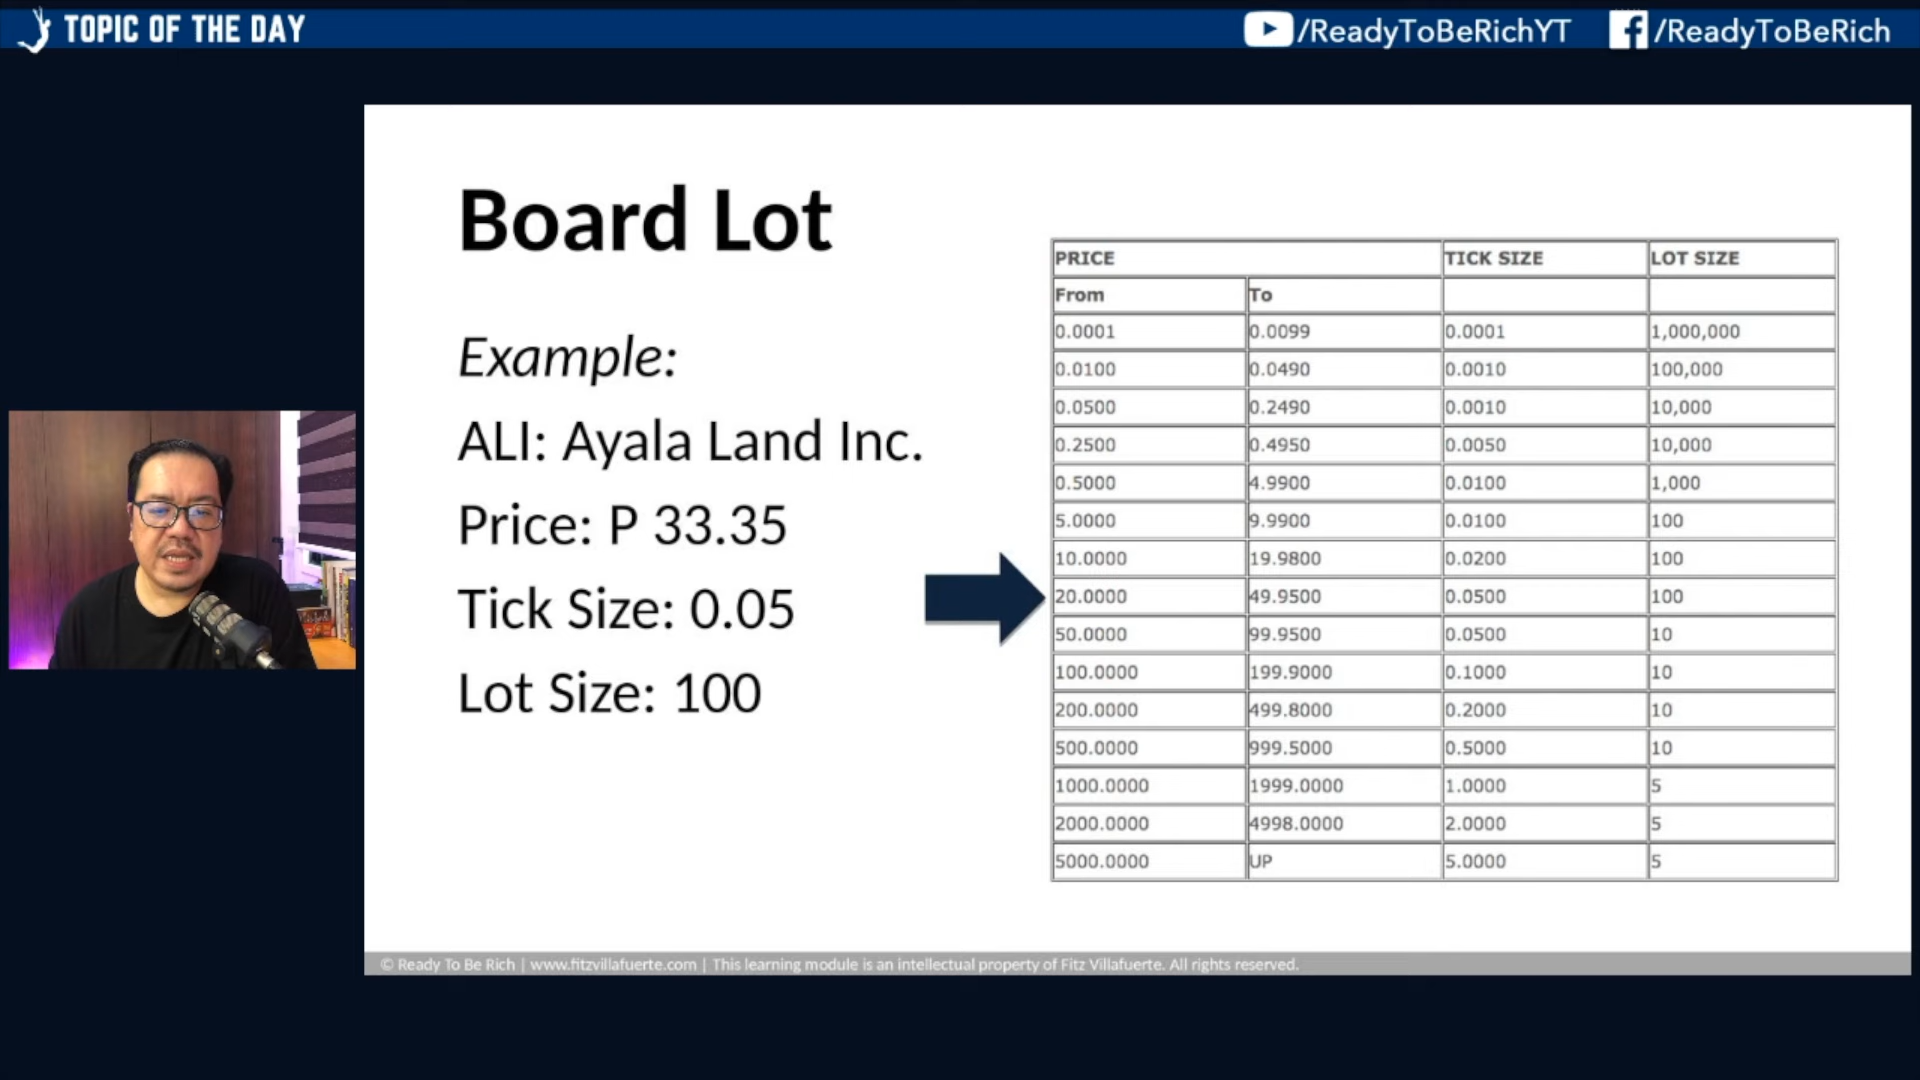 TOPIC OF THE DAY
/ReadyToBeRichYT
/ReadyToBeRich
Board Lot
Example:
ALI: Ayala Land Inc.
Price: P 33.35
Tick Size: 0.05
Lot Size: 100
PRICE TICK SIZE LOT SIZE
From To
0.0001 0.0099 0.0001 1,000,000
0.0100 0.0490 0.0010 100,000
0.0500 0.2490 0.0010 10,000
0.2500 0.4950 0.0050 10,000
0.5000 4.9900 0.0100 1,000
5.0000 9.9900 0.0100 100
10.0000 19.9800 0.0200 100
20.0000 49.9500 0.0500 100
50.0000 99.9500 0.0500 10
100.0000 199.9000 0.1000 10
200.0000 499.8000 0.2000 10
500.0000 999.5000 0.5000 10
1000.0000 1999.0000 1.0000 5
2000.0000 4998.0000 2.0000 5
5000.0000 UP 5.0000 5
© Ready To Be Rich | www.fitzvillafuerte.com | This learning module is an intellectual property of Fitz Villafuerte. All rights reserved.